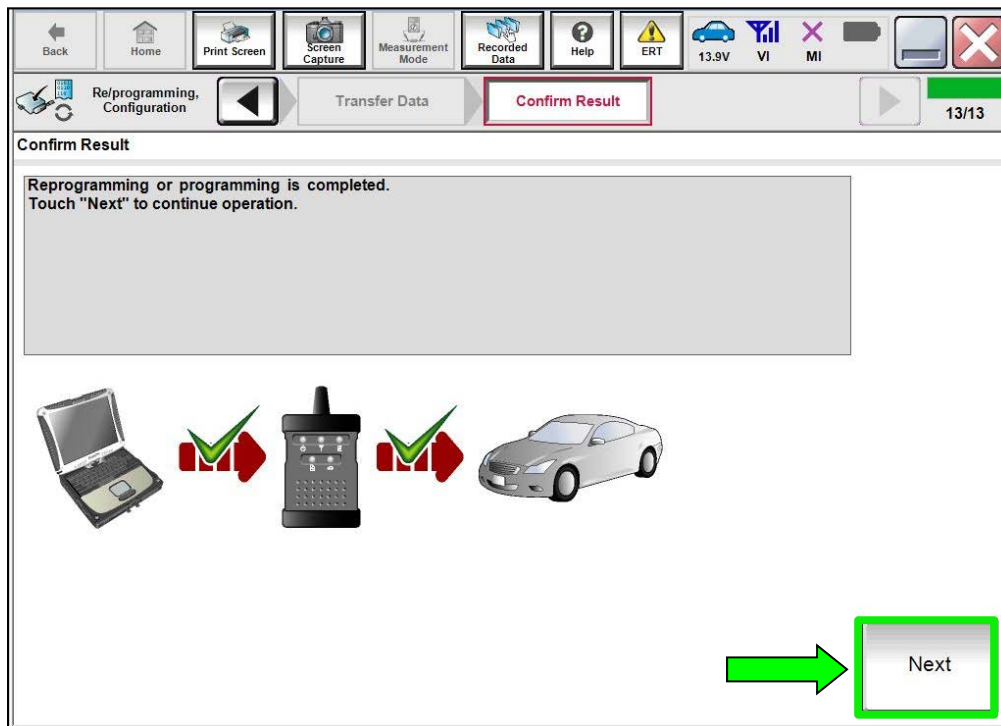 Back
Home
Print Screen
Screen
Capture
Measurement
Mode
Recorded
Data
Help
ERT
13.9V
VI
MI
Re/programming,
Configuration
Transfer Data
Confirm Result
13/13
Confirm Result
Reprogramming or programming is completed.
Touch "Next" to continue operation.
Next